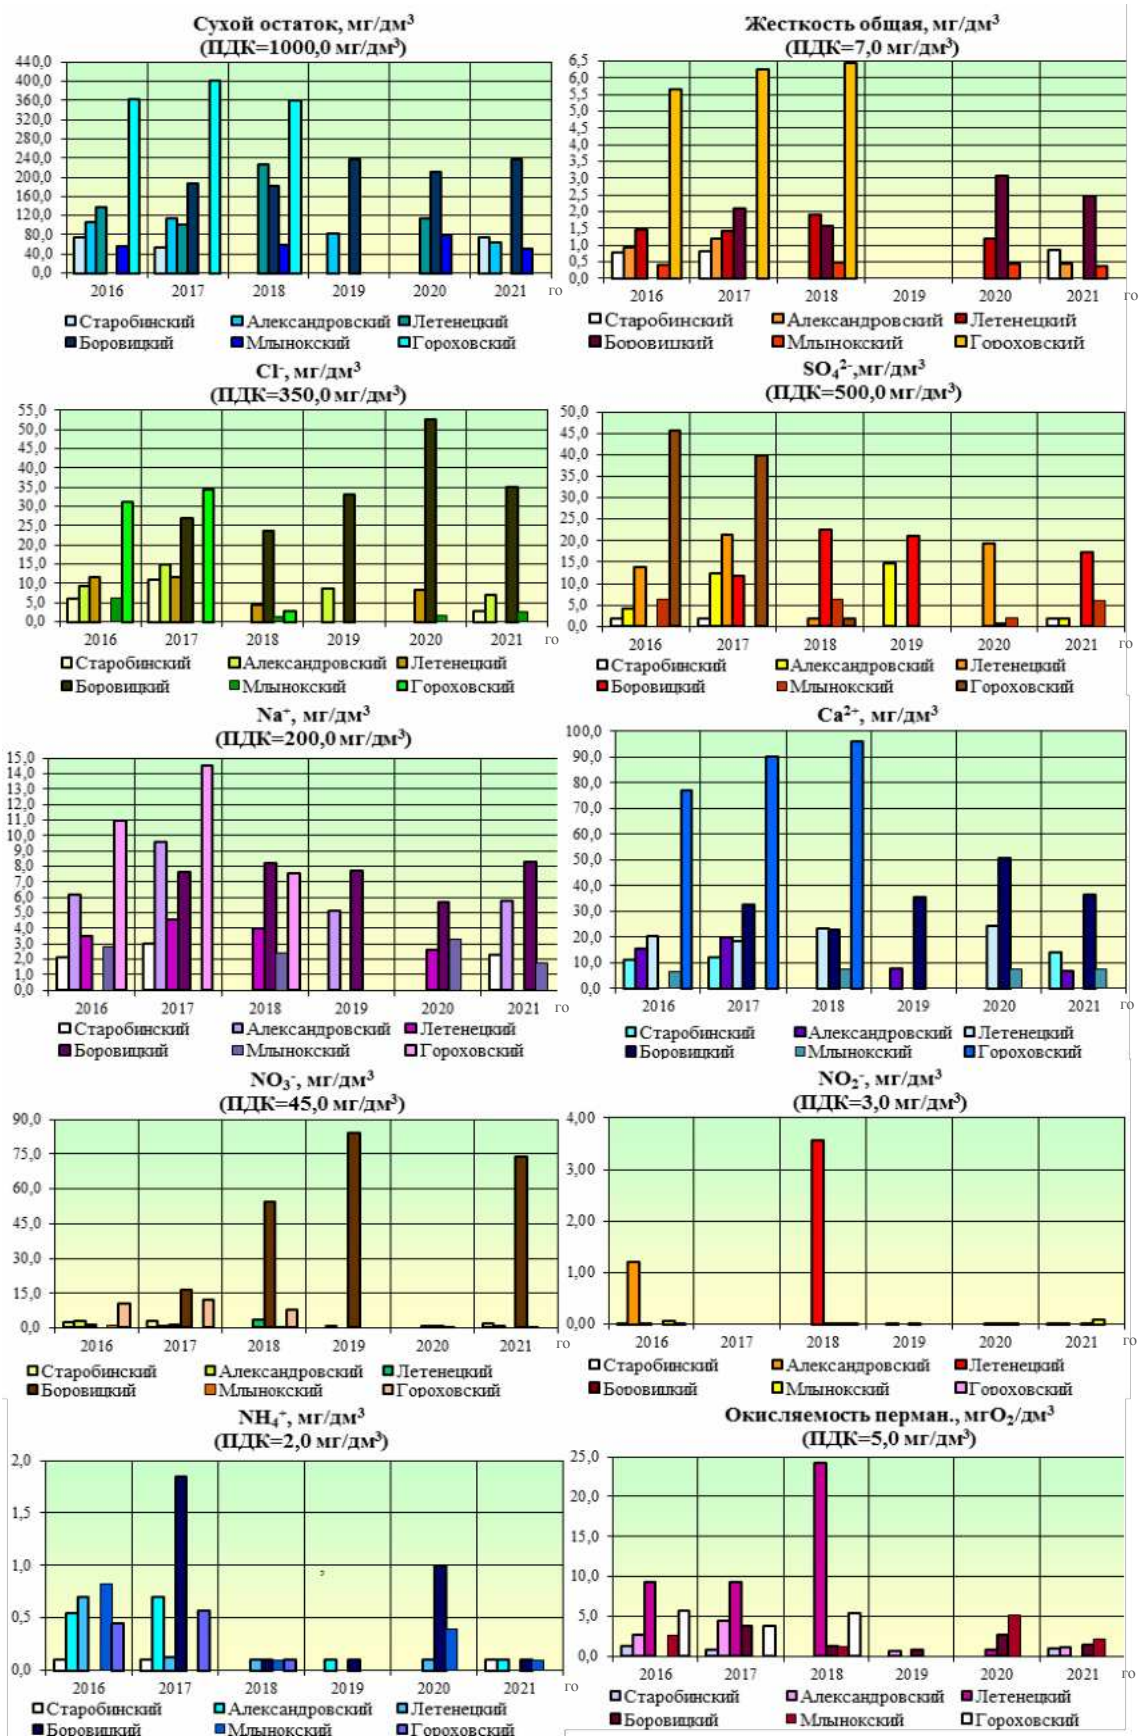 Сухой остаток, мг/дм³
(ПДК=1000,0 мг/дм³)
440,0
400,0
360,0
320,0
280,0
240,0
200,0
160,0
120,0
80,0
40,0
0,0
2016 2017 2018 2019 2020 2021 го
Старобинский Александровский Летенецкий
Боровицкий Млынокский Гороховский
Жесткость общая, мг/дм³
(ПДК=7,0 мг/дм³)
6,5
6,0
5,5
5,0
4,5
4,0
3,5
3,0
2,5
2,0
1,5
1,0
0,5
0,0
2016 2017 2018 2019 2020 2021 го
Старобинский Александровский Летенецкий
Боровицкий Млынокский Гороховский
Cl⁻, мг/дм³
(ПДК=350,0 мг/дм³)
55,0
50,0
45,0
40,0
35,0
30,0
25,0
20,0
15,0
10,0
5,0
0,0
2016 2017 2018 2019 2020 2021 го
Старобинский Александровский Летенецкий
Боровицкий Млынокский Гороховский
SO₄²⁻,мг/дм³
(ПДК=500,0 мг/дм³)
50,0
45,0
40,0
35,0
30,0
25,0
20,0
15,0
10,0
5,0
0,0
2016 2017 2018 2019 2020 2021 го
Старобинский Александровский Летенецкий
Боровицкий Млынокский Гороховский
Na⁺, мг/дм³
(ПДК=200,0 мг/дм³)
15,0
14,0
13,0
12,0
11,0
10,0
9,0
8,0
7,0
6,0
5,0
4,0
3,0
2,0
1,0
0,0
2016 2017 2018 2019 2020 2021 го
Старобинский Александровский Летенецкий
Боровицкий Млынокский Гороховский
Ca²⁺, мг/дм³
100,0
90,0
80,0
70,0
60,0
50,0
40,0
30,0
20,0
10,0
0,0
2016 2017 2018 2019 2020 2021 го
Старобинский Александровский Летенецкий
Боровицкий Млынокский Гороховский
NO₃⁻, мг/дм³
(ПДК=45,0 мг/дм³)
90,0
75,0
60,0
45,0
30,0
15,0
0,0
2016 2017 2018 2019 2020 2021 го
Старобинский Александровский Летенецкий
Боровицкий Млынокский Гороховский
NO₂⁻, мг/дм³
(ПДК=3,0 мг/дм³)
4,00
3,00
2,00
1,00
0,00
2016 2017 2018 2019 2020 2021 го
Старобинский Александровский Летенецкий
Боровицкий Млынокский Гороховский
NH₄⁺, мг/дм³
(ПДК=2,0 мг/дм³)
2,0
1,5
1,0
0,5
0,0
2016 2017 2018 2019 2020 2021 го
Старобинский Александровский Летенецкий
Боровицкий Млынокский Гороховский
Окисляемость перман., мгО₂/дм³
(ПДК=5,0 мг/дм³)
25,0
20,0
15,0
10,0
5,0
0,0
2016 2017 2018 2019 2020 2021 го
Старобинский Александровский Летенецкий
Боровицкий Млынокский Гороховский